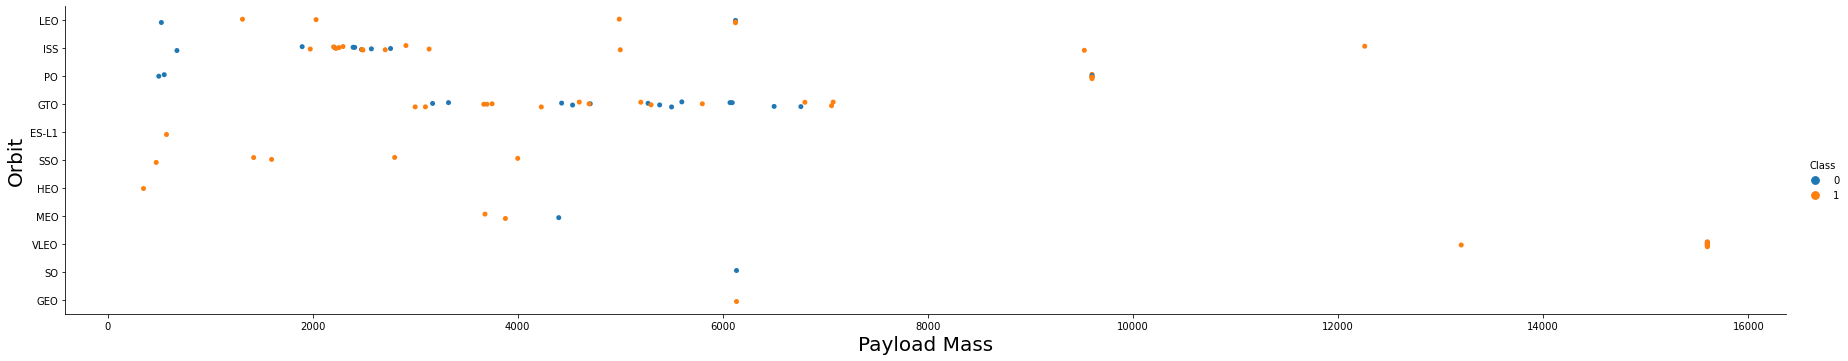 LEO
ISS
PO
GTO
ES-L1
SSO
HEO
MEO
VLEO
SO
GEO
Orbit
0 2000 4000 6000 8000 10000 12000 14000 16000
Payload Mass
Class
0
1